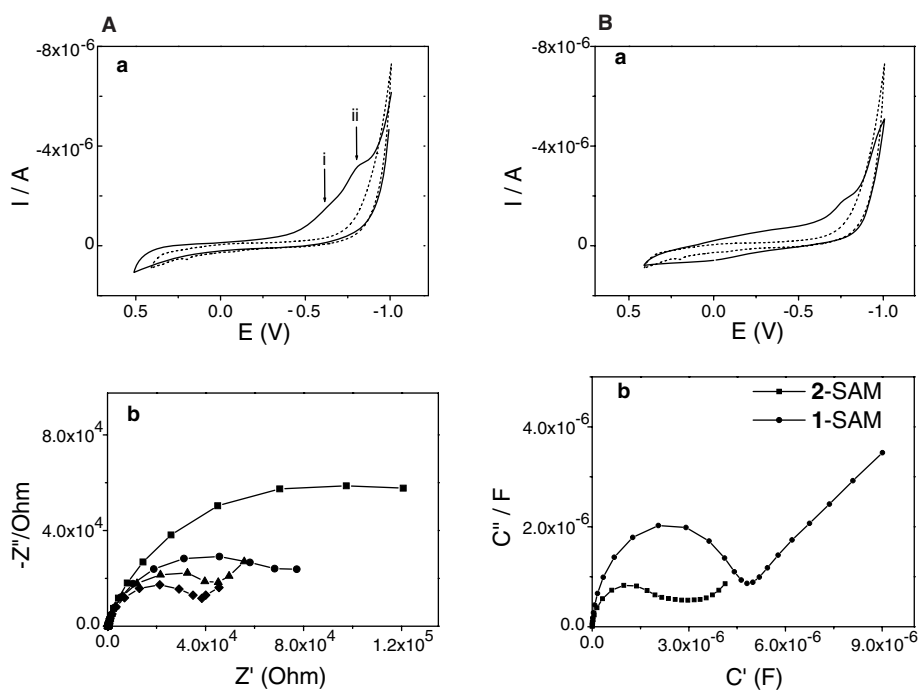 A
a
-8x10-6
-4x10-6
0
I / A
i
ii
0.5
0.0
-0.5
-1.0
E (V)
B
a
-8x10-6
-4x10-6
0
I / A
0.5
0.0
-0.5
-1.0
E (V)
b
8.0x10⁴
4.0x10⁴
0.0
-Z"/Ohm
0.0
4.0x10⁴
8.0x10⁴
1.2x10⁵
Z' (Ohm)
b
2-SAM
1-SAM
4.0x10-6
2.0x10-6
0.0
C" / F
0.0
3.0x10-6
6.0x10-6
9.0x10-6
C' (F)